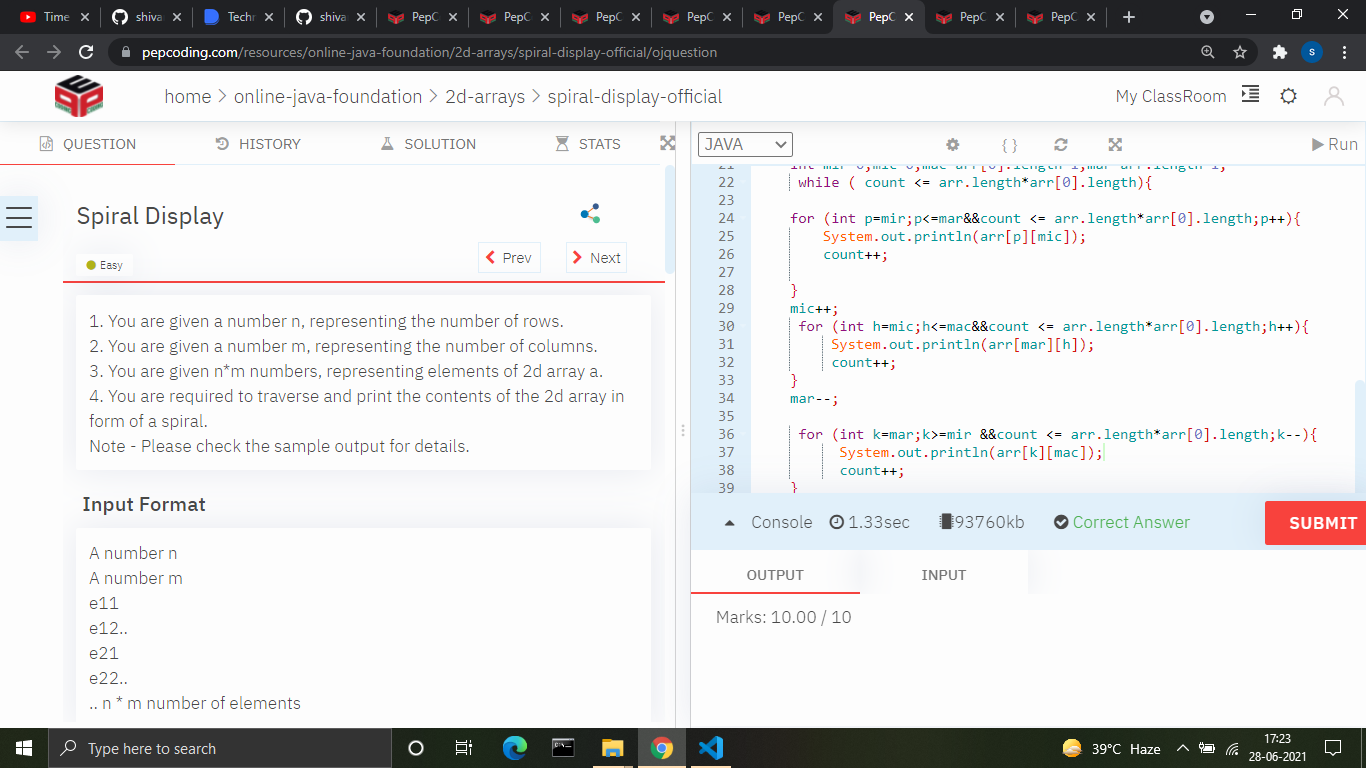 Time
shiva
Techr
shiva
PepC
PepC
PepC
PepC
PepC
PepC
PepC
PepC
pepcoding.com/resources/online-java-foundation/2d-arrays/spiral-display-official/ojquestion
S
home > online-java-foundation > 2d-arrays > spiral-display-official
My ClassRoom
QUESTION
HISTORY
SOLUTION
STATS
Spiral Display
Easy
Prev
Next
1. You are given a number n, representing the number of rows.
2. You are given a number m, representing the number of columns.
3. You are given n*m numbers, representing elements of 2d array a.
4. You are required to traverse and print the contents of the 2d array in
form of a spiral.
Note - Please check the sample output for details.
Input Format
A number n
A number m
e11
e12..
e21
e22..
.. n * m number of elements
JAVA
{ }
Run
22 while ( count <= arr.length*arr[0].length){
23
24 for (int p=mir;p<=mar&&count <= arr.length*arr[0].length;p++){
25 System.out.println(arr[p][mic]);
26 count++;
27
28 }
29 mic++;
30 for (int h=mic;h<=mac&&count <= arr.length*arr[0].length;h++){
31 System.out.println(arr[mar][h]);
32 count++;
33 }
34 mar--;
35
36 for (int k=mar;k>=mir &&count <= arr.length*arr[0].length;k--){
37 System.out.println(arr[k][mac]);
38 count++;
39 }
Console
1.33sec
93760kb
Correct Answer
SUBMIT
OUTPUT
INPUT
Marks: 10.00 / 10
Type here to search
39°C Haze
17:23
28-06-2021